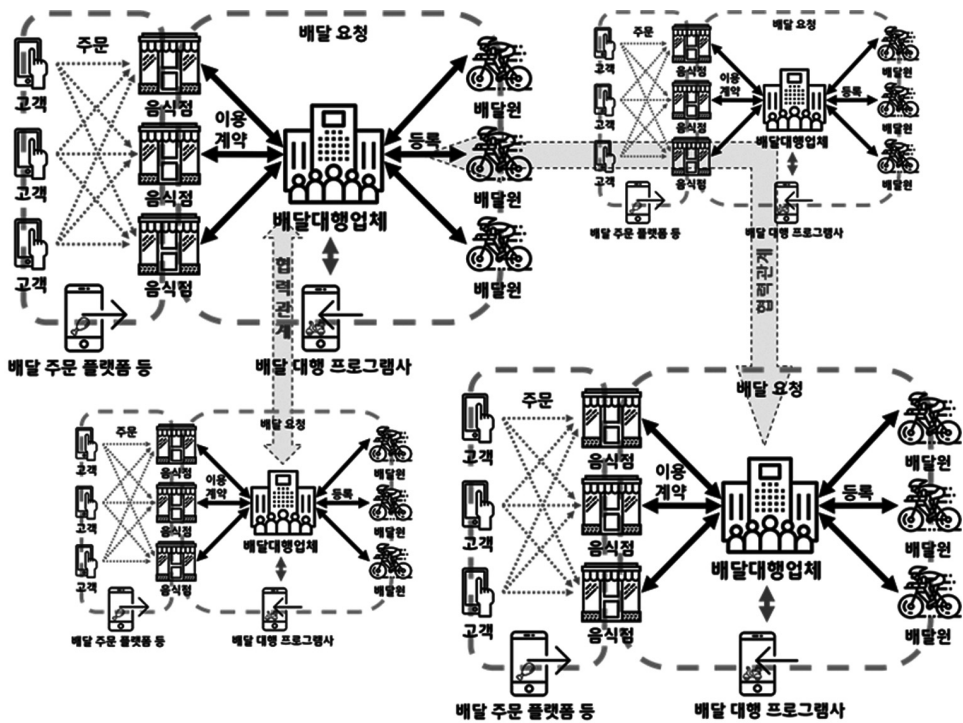 주문
배달 요청
고객
고객
고객
음식점
음식점
음식점
이용
계약
등록
배달대행업체
배달원
배달원
배달원
배달 주문 플랫폼 등
배달 대행 프로그램사
협력관계
주문
배달 요청
고객
고객
고객
음식점
음식점
음식점
이용
계약
등록
배달대행업체
배달원
배달원
배달원
배달 주문 플랫폼 등
배달 대행 프로그램사
협력관계
주문
배달 요청
고객
고객
고객
음식점
음식점
음식점
이용
계약
등록
배달대행업체
배달원
배달원
배달원
배달 주문 플랫폼 등
배달 대행 프로그램사
주문
배달 요청
고객
고객
고객
음식점
음식점
음식점
이용
계약
등록
배달대행업체
배달원
배달원
배달원
배달 주문 플랫폼 등
배달 대행 프로그램사